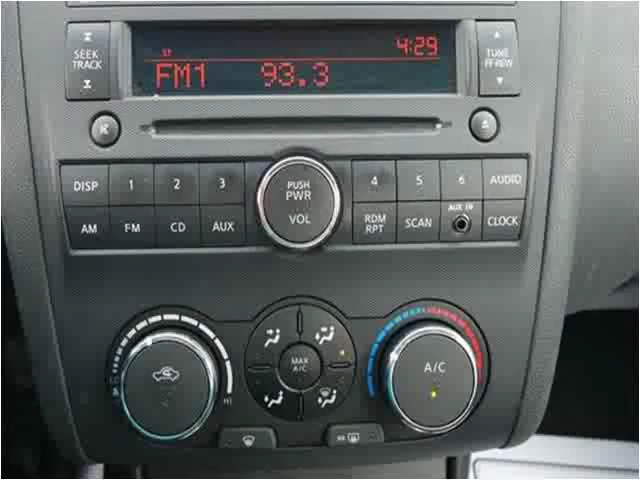 ST 4:29
FM1 93.3
SEEK
TRACK
TUNE
FF·REW
DISP 1 2 3
PUSH
PWR
VOL
4 5 6 AUDIO
AM FM CD AUX
RDM
RPT
SCAN
AUX IN
CLOCK
MAX
A/C
A/C
HI